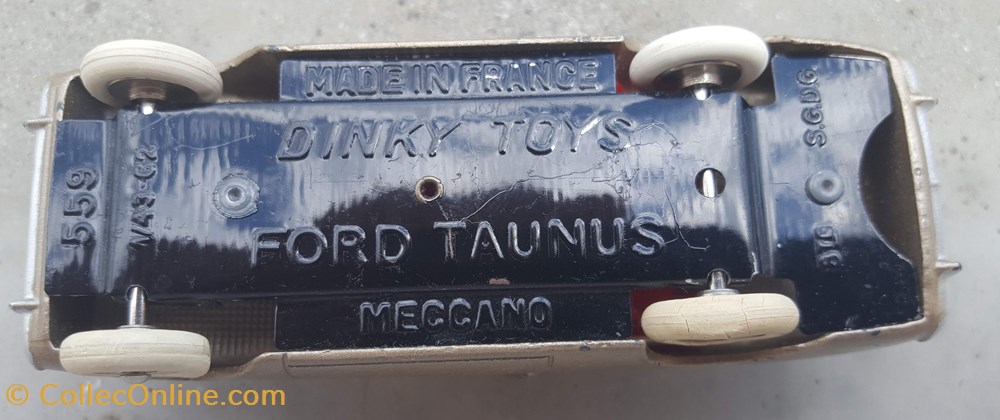 MADE IN FRANCE
DINKY TOYS
FORD TAUNUS
MECCANO
559
S.G.D.G
© CollecOnline.com